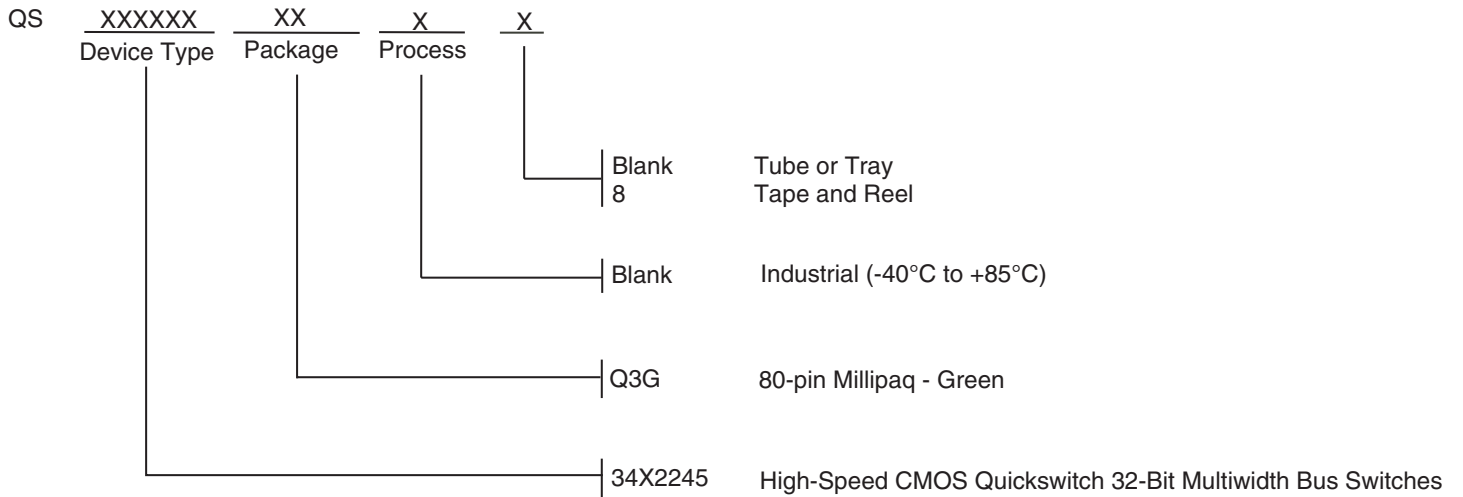 QS XXXXXX XX X X
Device Type Package Process
Blank Tube or Tray
8 Tape and Reel
Blank Industrial (-40°C to +85°C)
Q3G 80-pin Millipaq - Green
34X2245 High-Speed CMOS Quickswitch 32-Bit Multiwidth Bus Switches